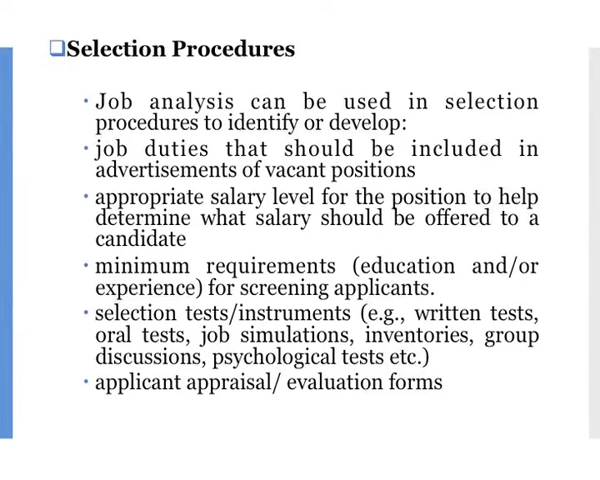 ❑Selection Procedures
• Job analysis can be used in selection
procedures to identify or develop:
• job duties that should be included in
advertisements of vacant positions
• appropriate salary level for the position to help
determine what salary should be offered to a
candidate
• minimum requirements (education and/or
experience) for screening applicants.
• selection tests/instruments (e.g., written tests,
oral tests, job simulations, inventories, group
discussions, psychological tests etc.)
• applicant appraisal/ evaluation forms